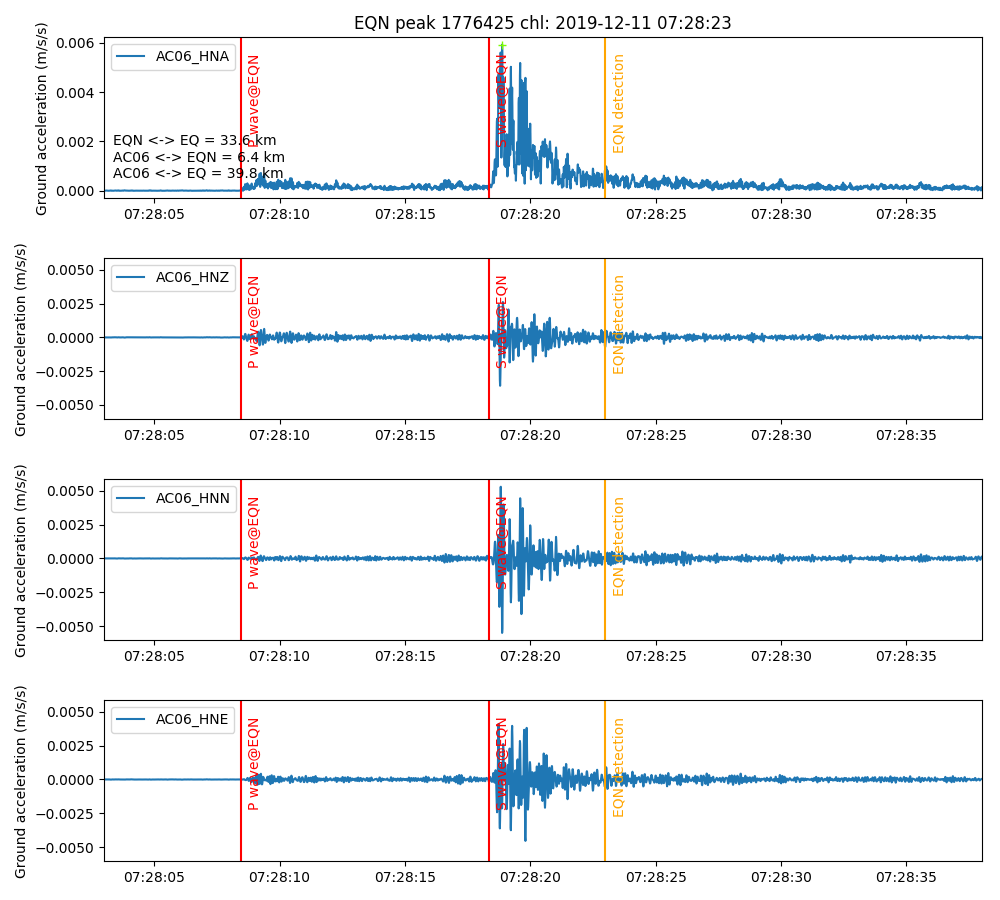 EQN peak 1776425 chl: 2019-12-11 07:28:23
Ground acceleration (m/s/s)
0.006
0.004
0.002
0.000
AC06_HNA
P wave@EQN
S wave@EQN
EQN detection
EQN <-> EQ = 33.6 km
AC06 <-> EQN = 6.4 km
AC06 <-> EQ = 39.8 km
07:28:05 07:28:10 07:28:15 07:28:20 07:28:25 07:28:30 07:28:35
Ground acceleration (m/s/s)
0.0050
0.0025
0.0000
−0.0025
−0.0050
AC06_HNZ
P wave@EQN
S wave@EQN
EQN detection
07:28:05 07:28:10 07:28:15 07:28:20 07:28:25 07:28:30 07:28:35
Ground acceleration (m/s/s)
0.0050
0.0025
0.0000
−0.0025
−0.0050
AC06_HNN
P wave@EQN
S wave@EQN
EQN detection
07:28:05 07:28:10 07:28:15 07:28:20 07:28:25 07:28:30 07:28:35
Ground acceleration (m/s/s)
0.0050
0.0025
0.0000
−0.0025
−0.0050
AC06_HNE
P wave@EQN
S wave@EQN
EQN detection
07:28:05 07:28:10 07:28:15 07:28:20 07:28:25 07:28:30 07:28:35